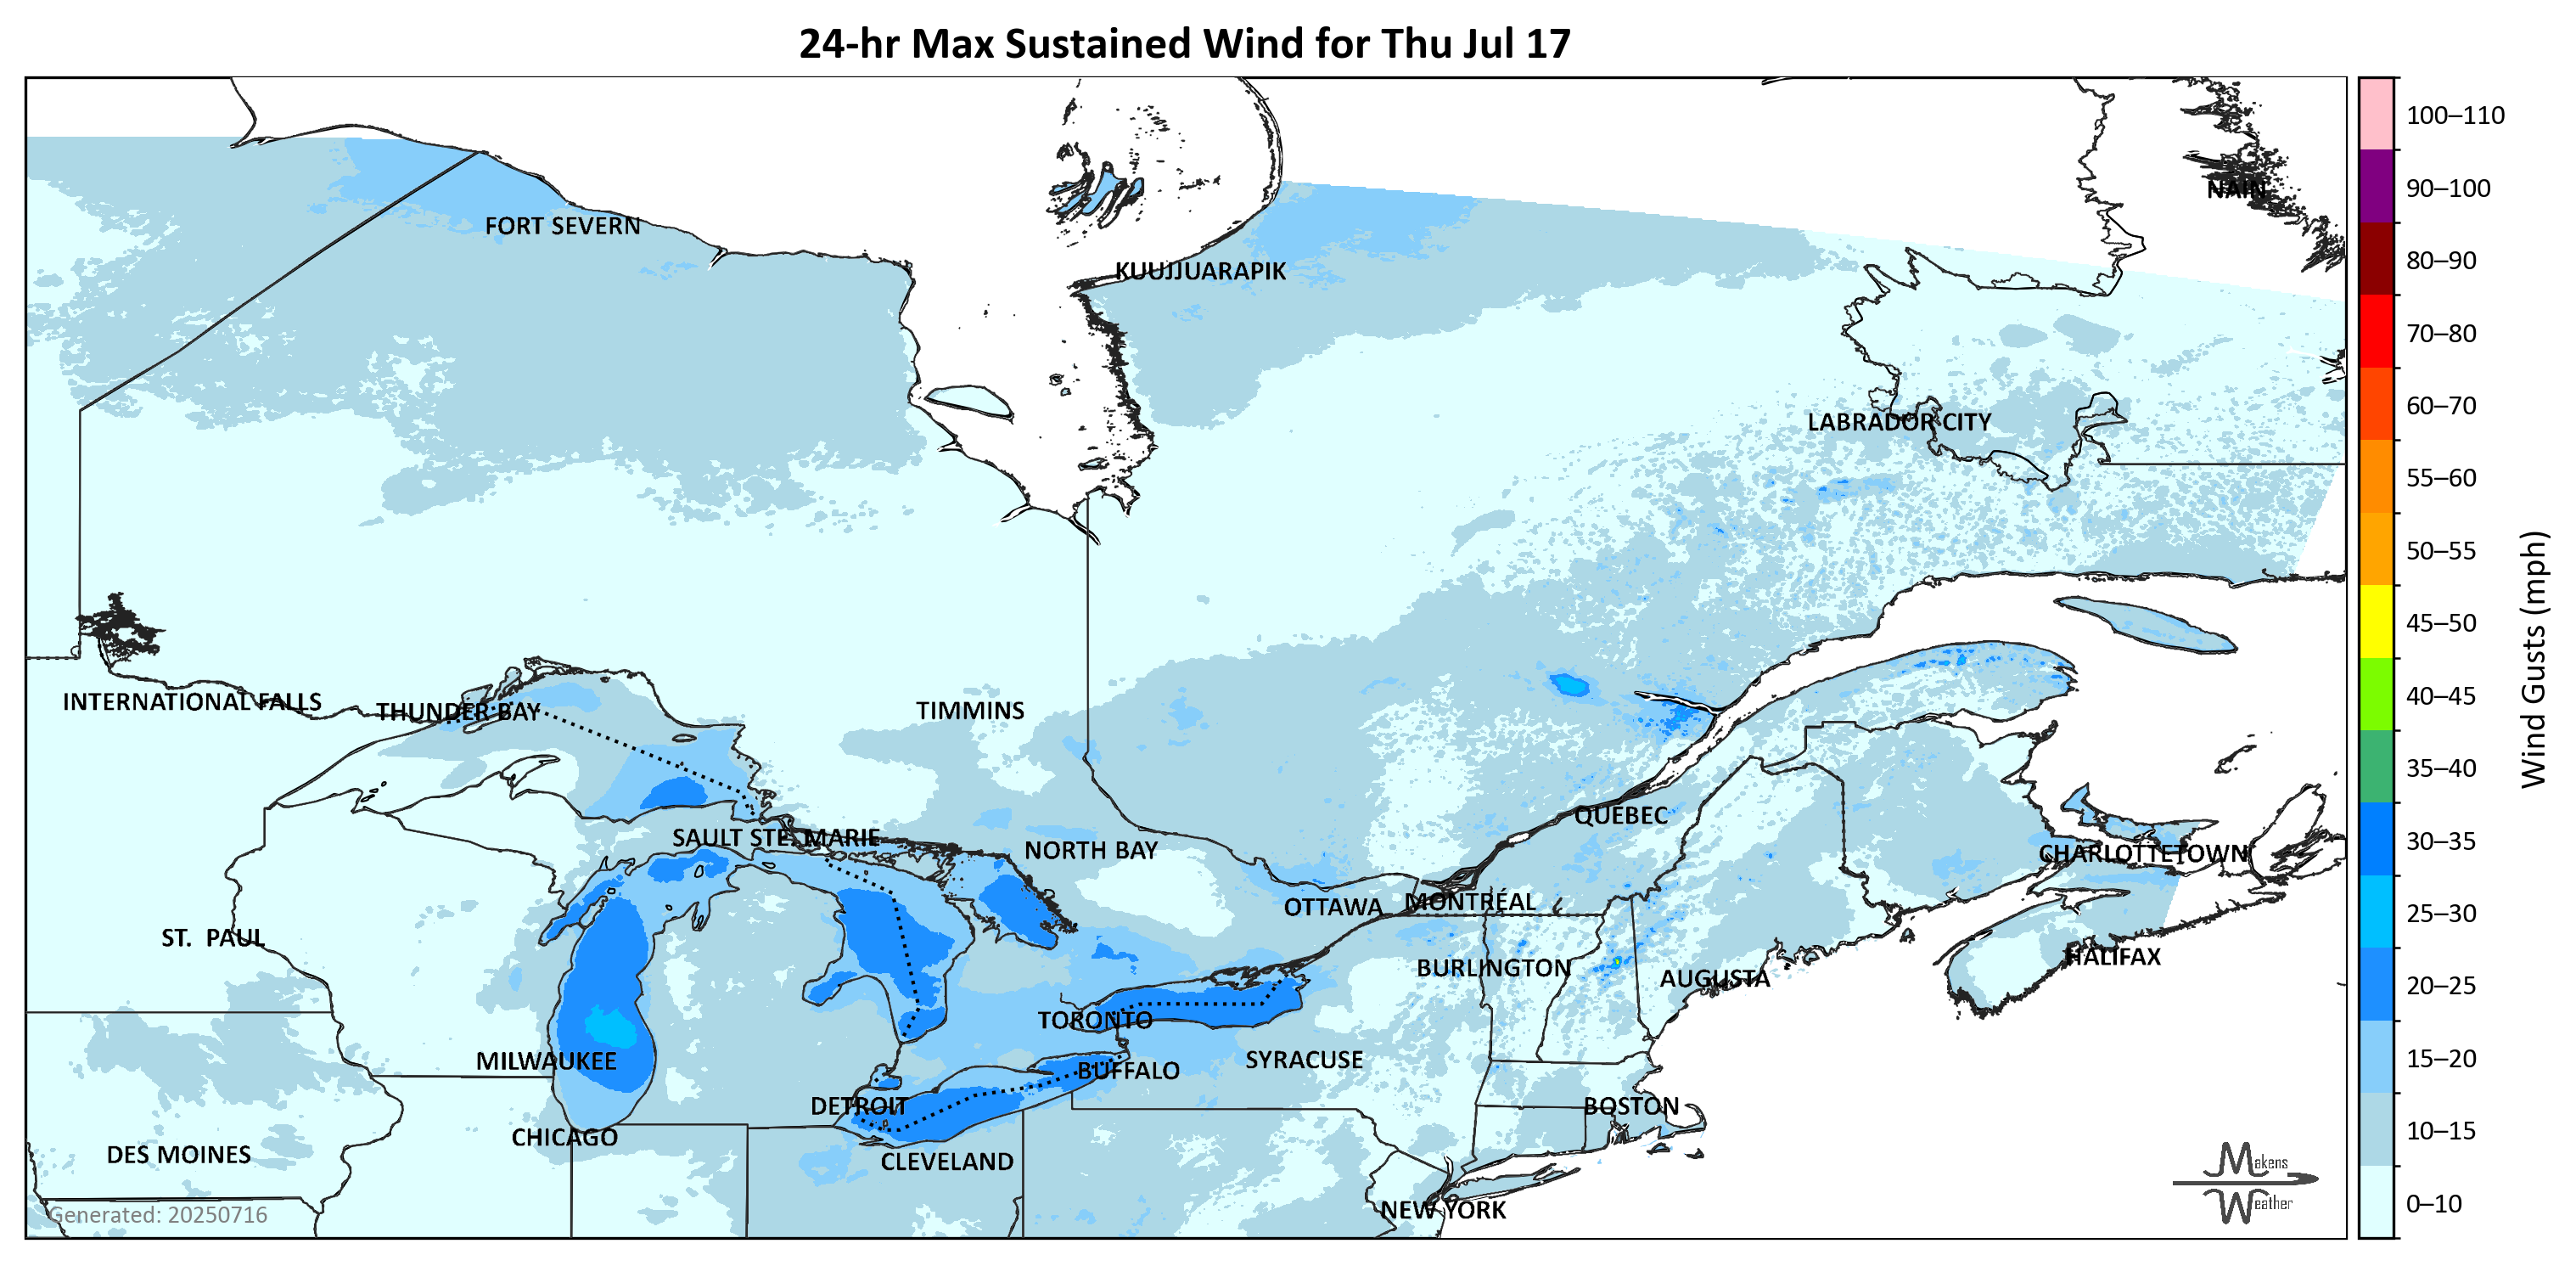 24-hr Max Sustained Wind for Thu Jul 17
100–110
90–100
NAIN
FORT SEVERN
80–90
KUUJJUARAPIK
70–80
60–70
LABRADOR CITY
55–60
50–55
45–50
Wind Gusts (mph)
40–45
INTERNATIONAL FALLS
THUNDER BAY
TIMMINS
35–40
QUEBEC
SAULT STE. MARIE
30–35
NORTH BAY
CHARLOTTETOWN
OTTAWA
MONTRÉAL
25–30
ST. PAUL
HALIFAX
BURLINGTON
AUGUSTA
20–25
TORONTO
MILWAUKEE
SYRACUSE
15–20
BUFFALO
DETROIT
BOSTON
CHICAGO
10–15
DES MOINES
CLEVELAND
Makens
Weather
NEW YORK
0–10
Generated: 20250716